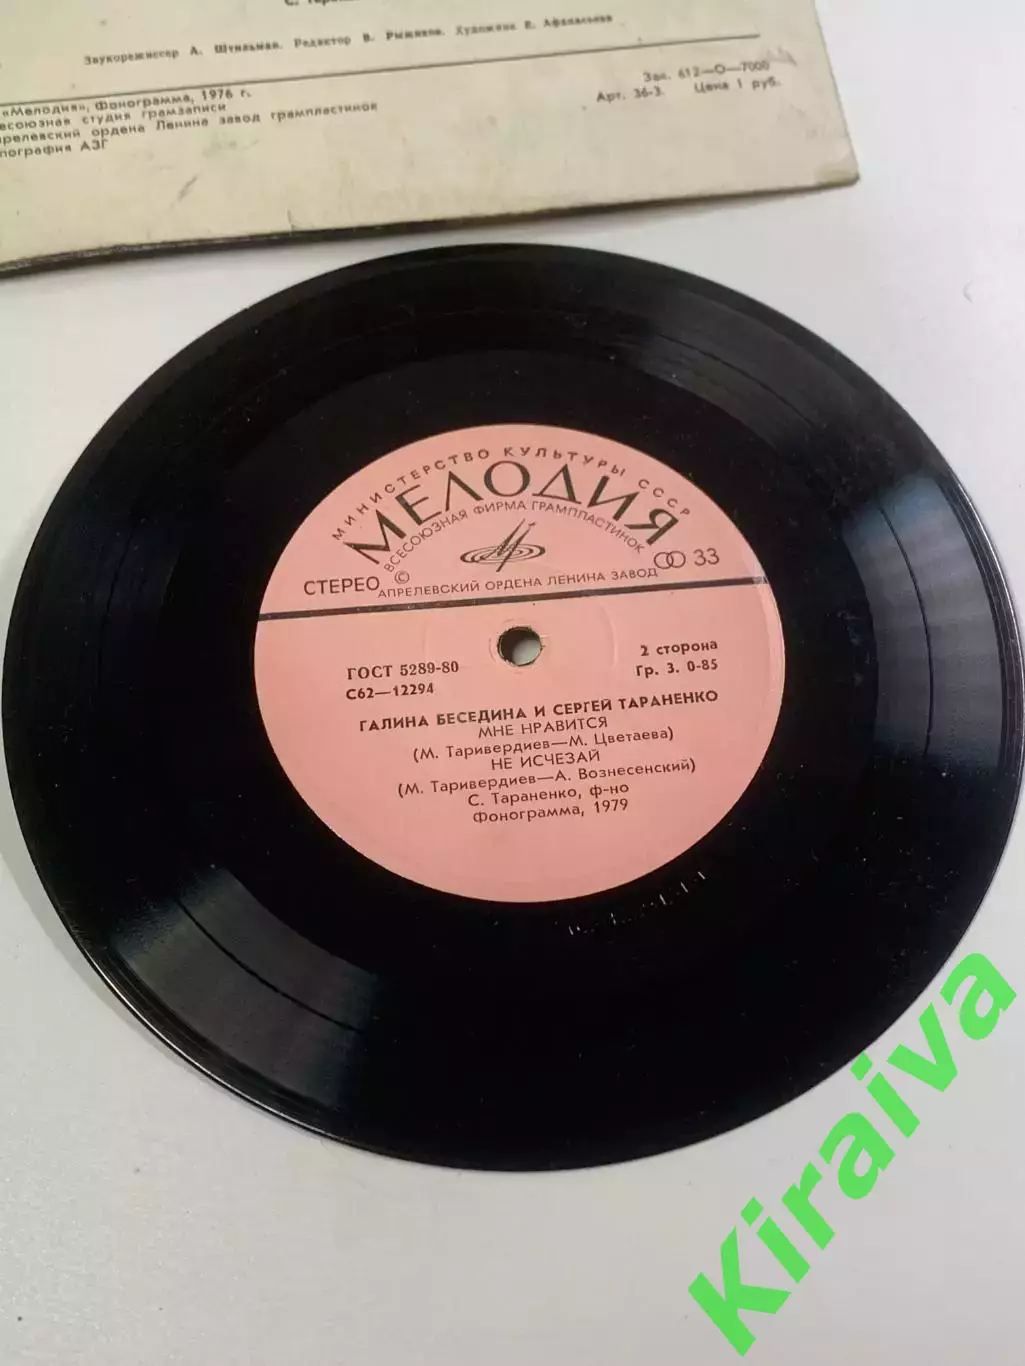 Звукорежиссер А. Штильман. Редактор В. Рыжиков. Художник Е. Афанасьева
«Мелодия», Фонограмма, 1976 г.
есоюзная студия грамзаписи
прелевский ордена Ленина завод грампластинок
пография АЗГ
Зак. 612—О—7000
Арт. 36-3. Цена 1 руб.
МИНИСТЕРСТВО КУЛЬТУРЫ СССР
МЕЛОДИЯ
ВСЕСОЮЗНАЯ ФИРМА ГРАМПЛАСТИНОК
СТЕРЕО © АПРЕЛЕВСКИЙ ОРДЕНА ЛЕНИНА ЗАВОД 33
ГОСТ 5289-80 2 сторона
С62—12294 Гр. 3. 0-85
ГАЛИНА БЕСЕДИНА И СЕРГЕЙ ТАРАНЕНКО
МНЕ НРАВИТСЯ
(М. Таривердиев—М. Цветаева)
НЕ ИСЧЕЗАЙ
(М. Таривердиев—А. Вознесенский)
С. Тараненко, ф-но
Фонограмма, 1979
Kiraiva